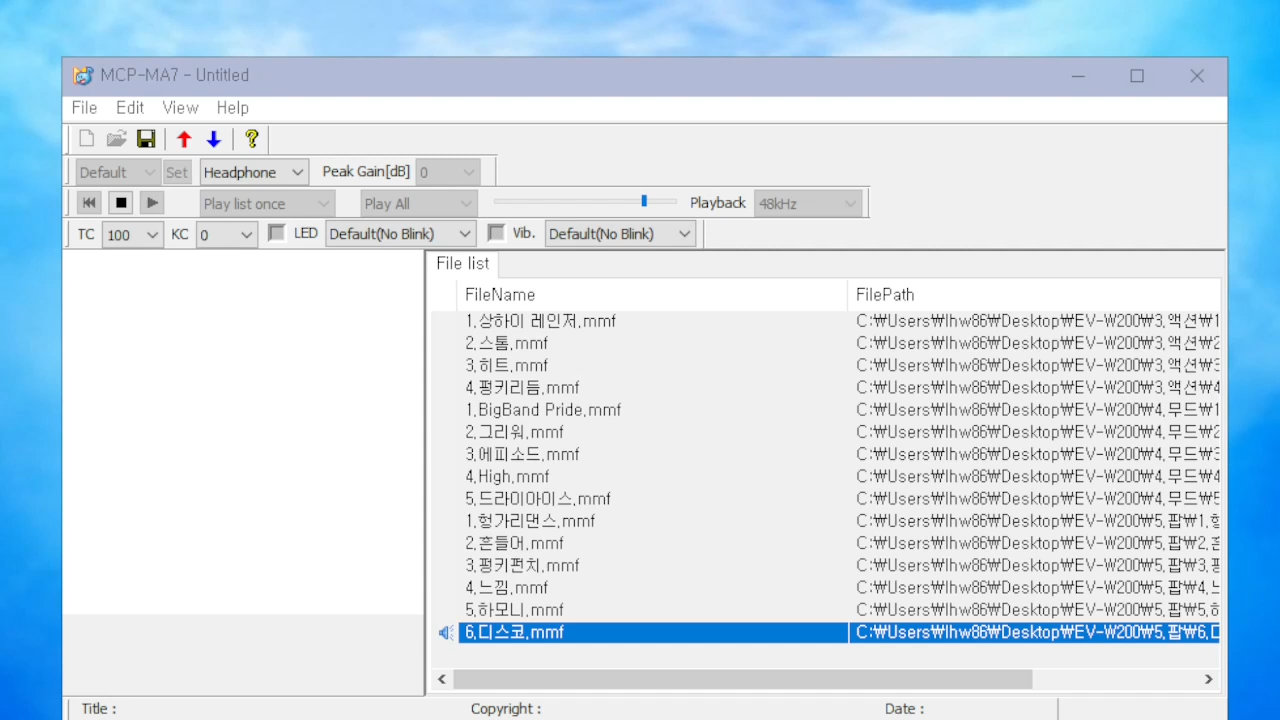 MCP-MA7 - Untitled
File Edit View Help
Default Set Headphone Peak Gain[dB] 0
Play list once Play All Playback 48kHz
TC 100 KC 0 LED Default(No Blink) Vib. Default(No Blink)
File list
FileName FilePath
1.상하이 레인저.mmf C:₩Users₩lhw86₩Desktop₩EV-W200₩3.액션₩1
2.스톰.mmf C:₩Users₩lhw86₩Desktop₩EV-W200₩3.액션₩2
3.히트.mmf C:₩Users₩lhw86₩Desktop₩EV-W200₩3.액션₩3
4.펑키리듬.mmf C:₩Users₩lhw86₩Desktop₩EV-W200₩3.액션₩4
1.BigBand Pride.mmf C:₩Users₩lhw86₩Desktop₩EV-W200₩4.무드₩1
2.그리워.mmf C:₩Users₩lhw86₩Desktop₩EV-W200₩4.무드₩2
3.에피소드.mmf C:₩Users₩lhw86₩Desktop₩EV-W200₩4.무드₩3
4.High.mmf C:₩Users₩lhw86₩Desktop₩EV-W200₩4.무드₩4
5.드라이아이스.mmf C:₩Users₩lhw86₩Desktop₩EV-W200₩4.무드₩5
1.헝가리댄스.mmf C:₩Users₩lhw86₩Desktop₩EV-W200₩5.팝₩1.헝
2.흔들어.mmf C:₩Users₩lhw86₩Desktop₩EV-W200₩5.팝₩2.흔
3.펑키펀치.mmf C:₩Users₩lhw86₩Desktop₩EV-W200₩5.팝₩3.펑
4.느낌.mmf C:₩Users₩lhw86₩Desktop₩EV-W200₩5.팝₩4.느
5.하모니.mmf C:₩Users₩lhw86₩Desktop₩EV-W200₩5.팝₩5.하
6.디스코.mmf C:₩Users₩lhw86₩Desktop₩EV-W200₩5.팝₩6.디
Title : Copyright : Date :